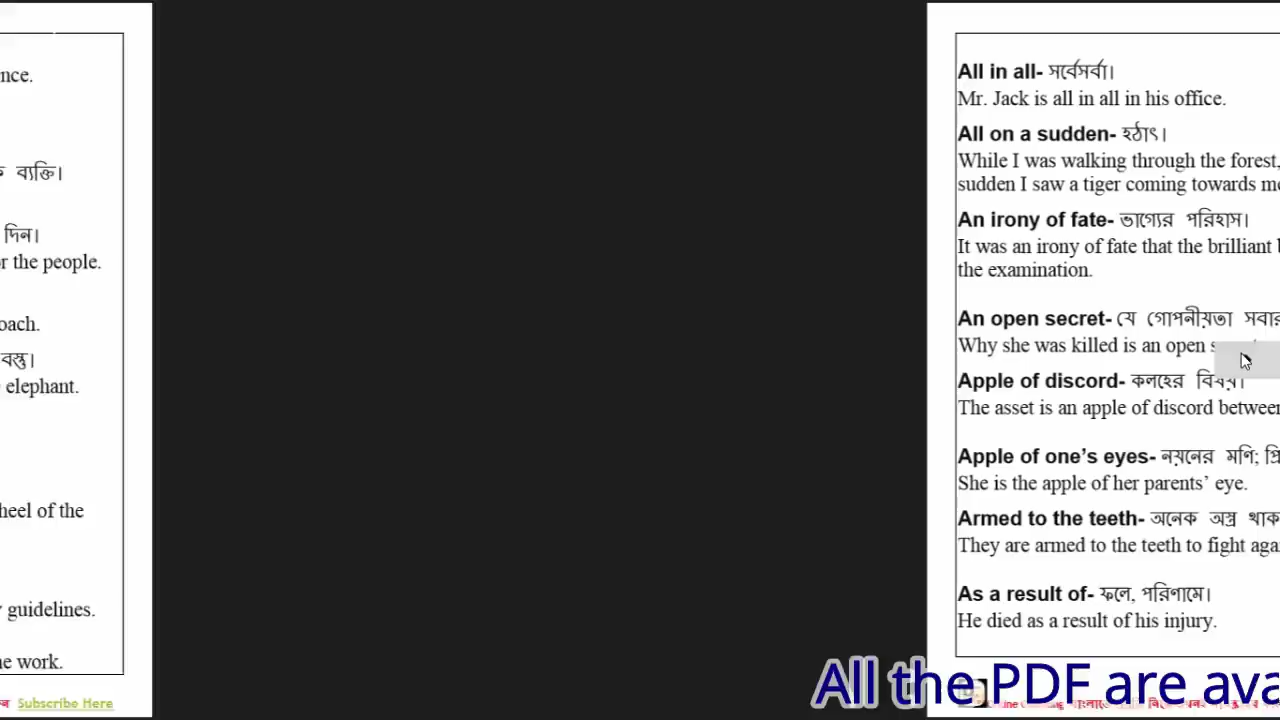 nce.
ব্যক্তি।
দিন।
r the people.
oach.
বস্তু।
elephant.
heel of the
guidelines.
e work.
Subscribe Here
All in all- সর্বেসর্বা।
Mr. Jack is all in all in his office.
All on a sudden- হঠাৎ।
While I was walking through the forest,
sudden I saw a tiger coming towards me
An irony of fate- ভাগ্যের পরিহাস।
It was an irony of fate that the brilliant b
the examination.
An open secret- যে গোপনীয়তা সবার
Why she was killed is an open
Apple of discord- কলহের বিষয়।
The asset is an apple of discord between
Apple of one’s eyes- নয়নের মণি; প্রি
She is the apple of her parents’ eye.
Armed to the teeth- অনেক অস্ত্র থাক
They are armed to the teeth to fight aga
As a result of- ফলে, পরিণামে।
He died as a result of his injury.
All the PDF are ava